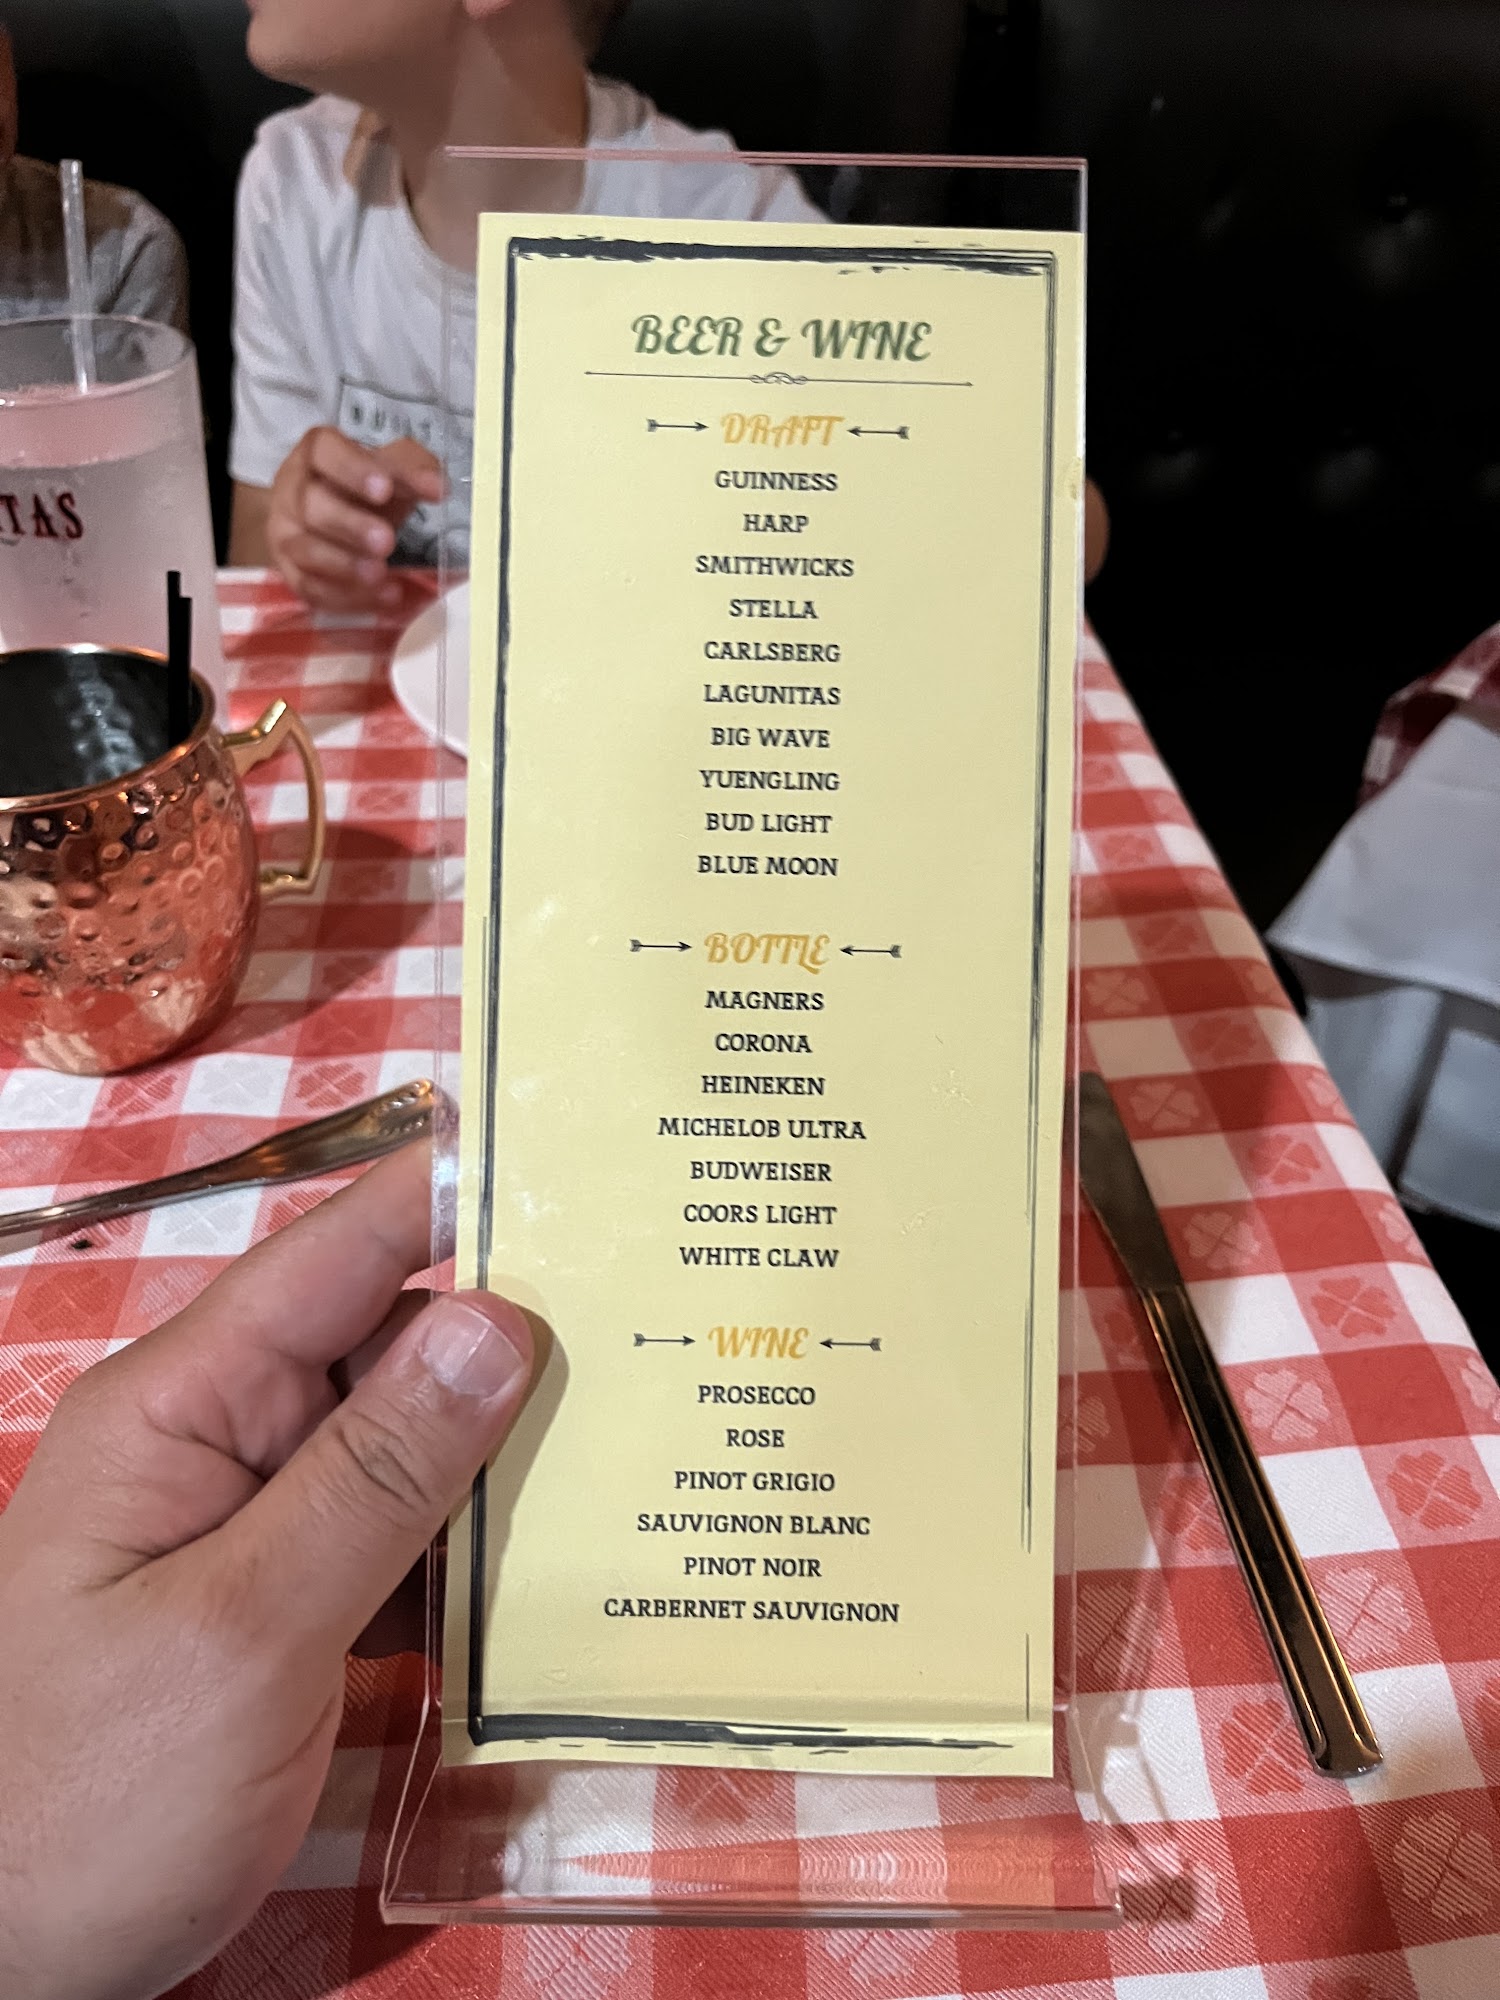 BEER & WINE
DRAFT
GUINNESS
HARP
SMITHWICKS
STELLA
CARLSBERG
LAGUNITAS
BIG WAVE
YUENGLING
BUD LIGHT
BLUE MOON
BOTTLE
MAGNERS
CORONA
HEINEKEN
MICHELOB ULTRA
BUDWEISER
COORS LIGHT
WHITE CLAW
WINE
PROSECCO
ROSE
PINOT GRIGIO
SAUVIGNON BLANC
PINOT NOIR
CARBERNET SAUVIGNON
ITAS
BUILT